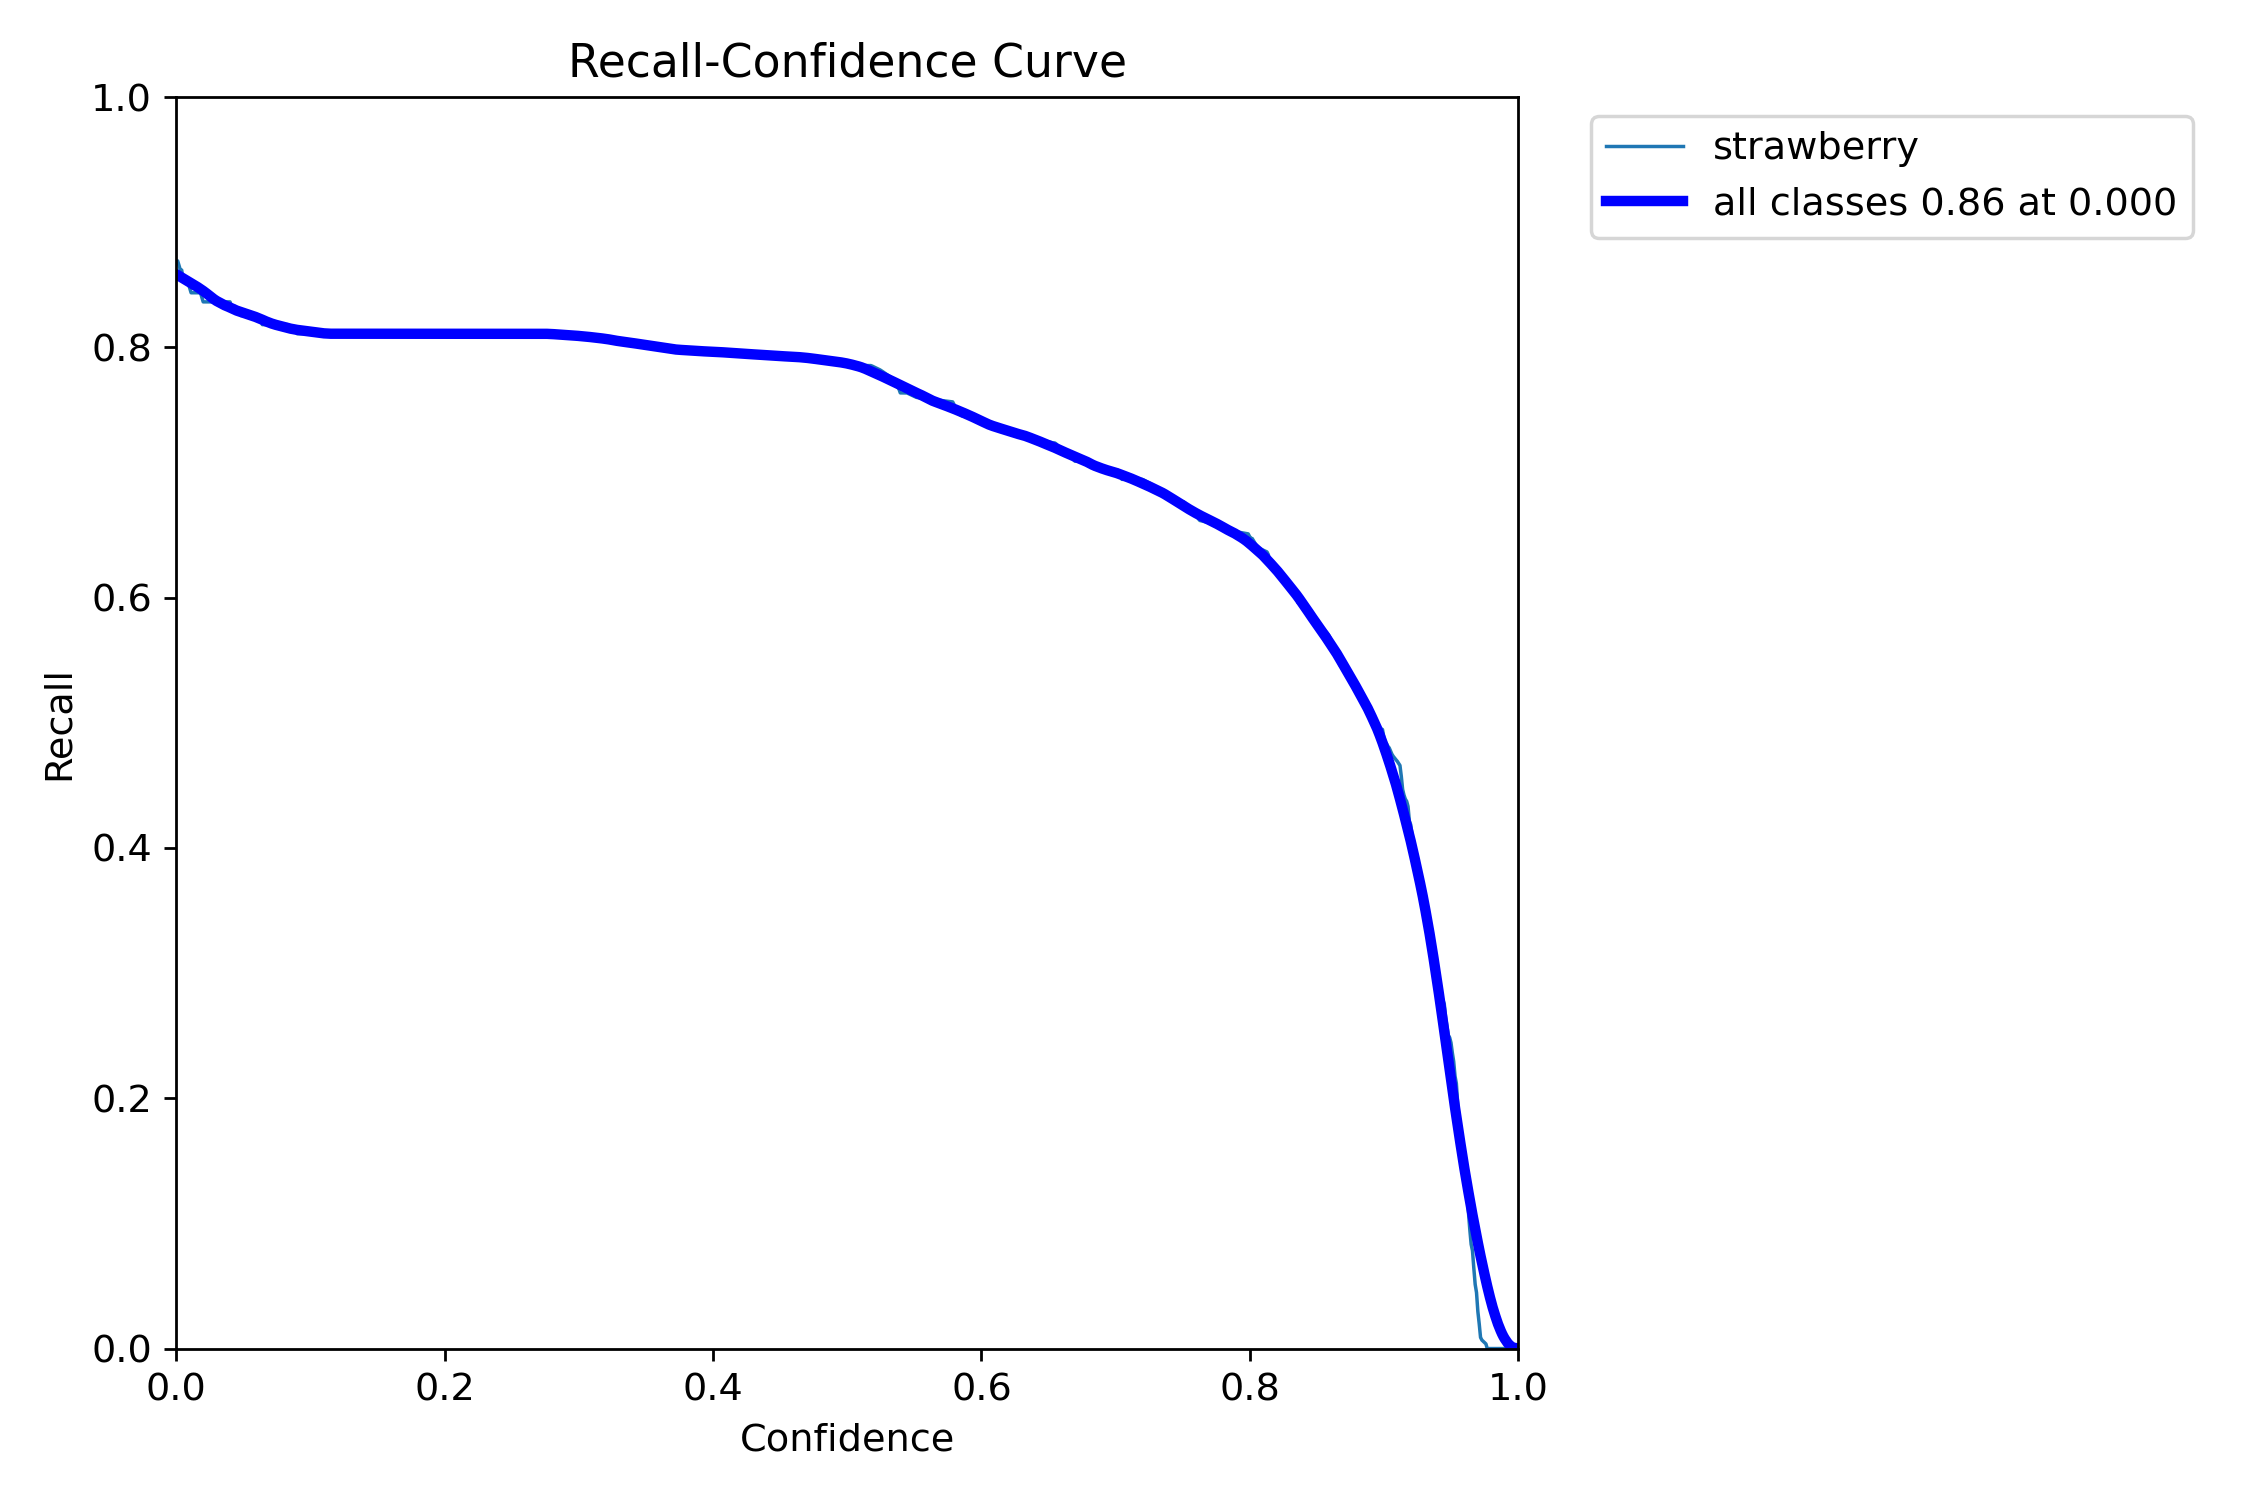 Recall-Confidence Curve
1.0
0.8
0.6
0.4
0.2
0.0
Recall
0.0 0.2 0.4 0.6 0.8 1.0
Confidence
strawberry
all classes 0.86 at 0.000